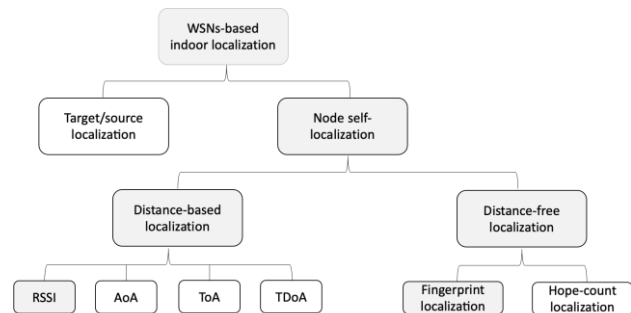 WSNs-based
indoor localization
Target/source
localization
Node self-
localization
Distance-based
localization
Distance-free
localization
RSSI
AoA
ToA
TDoA
Fingerprint
localization
Hope-count
localization